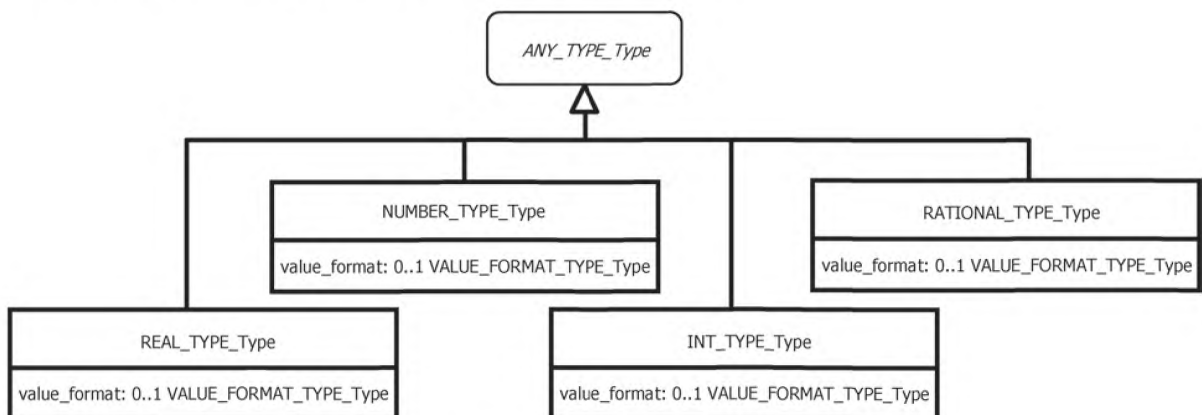 ANY_TYPE_Type
NUMBER_TYPE_Type
value_format: 0..1 VALUE_FORMAT_TYPE_Type
RATIONAL_TYPE_Type
value_format: 0..1 VALUE_FORMAT_TYPE_Type
REAL_TYPE_Type
value_format: 0..1 VALUE_FORMAT_TYPE_Type
INT_TYPE_Type
value_format: 0..1 VALUE_FORMAT_TYPE_Type